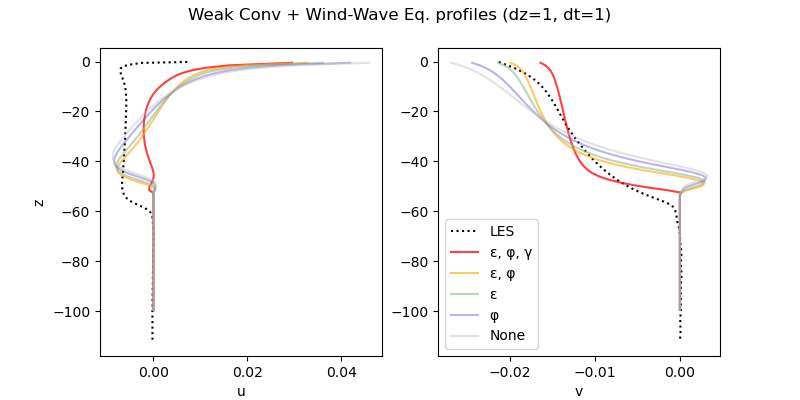 Weak Conv + Wind-Wave Eq. profiles (dz=1, dt=1)
z
0
−20
−40
−60
−80
−100
0.00
0.02
0.04
u
0
−20
−40
−60
−80
−100
LES
ε, φ, γ
ε, φ
ε
φ
None
−0.02
−0.01
0.00
v